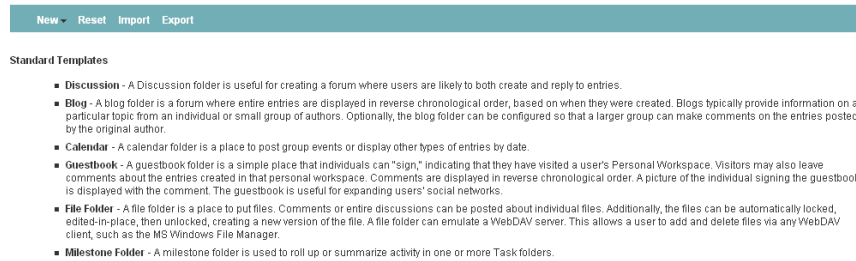 New Reset Import Export
Standard Templates
Discussion - A Discussion folder is useful for creating a forum where users are likely to both create and reply to entries.
Blog - A blog folder is a forum where entire entries are displayed in reverse chronological order, based on when they were created. Blogs typically provide information on a
particular topic from an individual or small group of authors. Optionally, the blog folder can be configured so that a larger group can make comments on the entries posted
by the original author.
Calendar - A calendar folder is a place to post group events or display other types of entries by date.
Guestbook - A guestbook folder is a simple place that individuals can "sign," indicating that they have visited a user's Personal Workspace. Visitors may also leave
comments about the entries created in that personal workspace. Comments are displayed in reverse chronological order. A picture of the individual signing the guestbook
is displayed with the comment. The guestbook is useful for expanding users' social networks.
File Folder - A file folder is a place to put files. Comments or entire discussions can be posted about individual files. Additionally, the files can be automatically locked,
edited-in-place, then unlocked, creating a new version of the file. A file folder can emulate a WebDAV server. This allows a user to add and delete files via any WebDAV
client, such as the MS Windows File Manager.
Milestone Folder - A milestone folder is used to roll up or summarize activity in one or more Task folders.